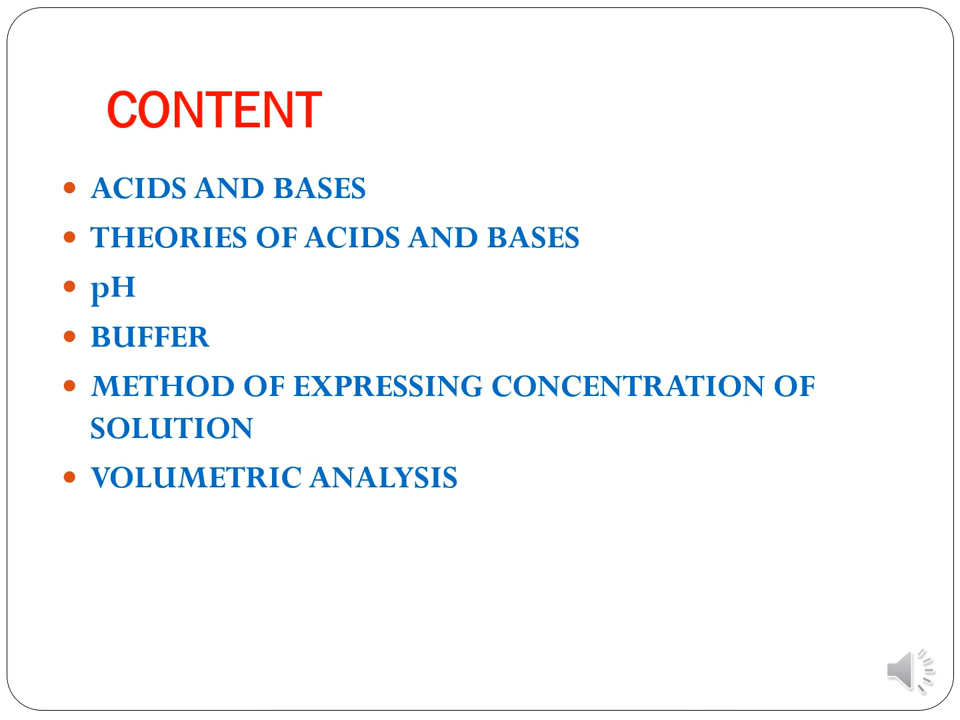 CONTENT
ACIDS AND BASES
THEORIES OF ACIDS AND BASES
pH
BUFFER
METHOD OF EXPRESSING CONCENTRATION OF
SOLUTION
VOLUMETRIC ANALYSIS